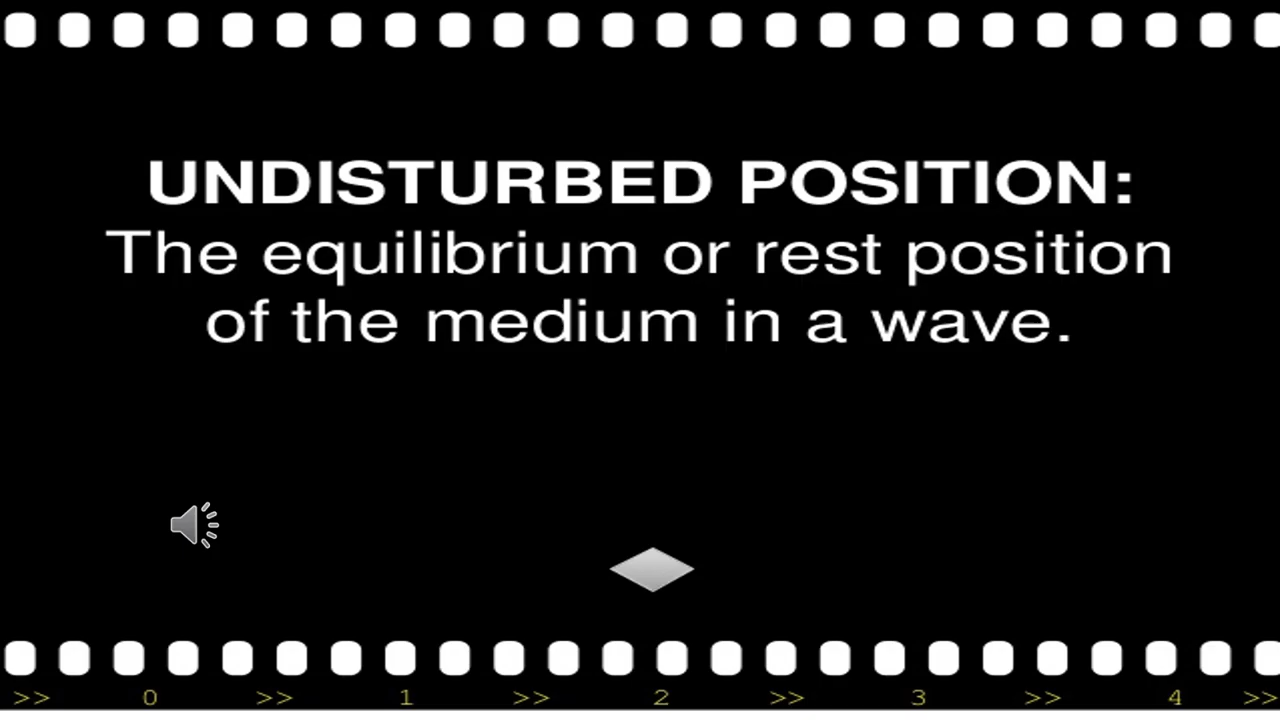 UNDISTURBED POSITION:
The equilibrium or rest position
of the medium in a wave.
>> 0 >> 1 >> 2 >> 3 >> 4 >>